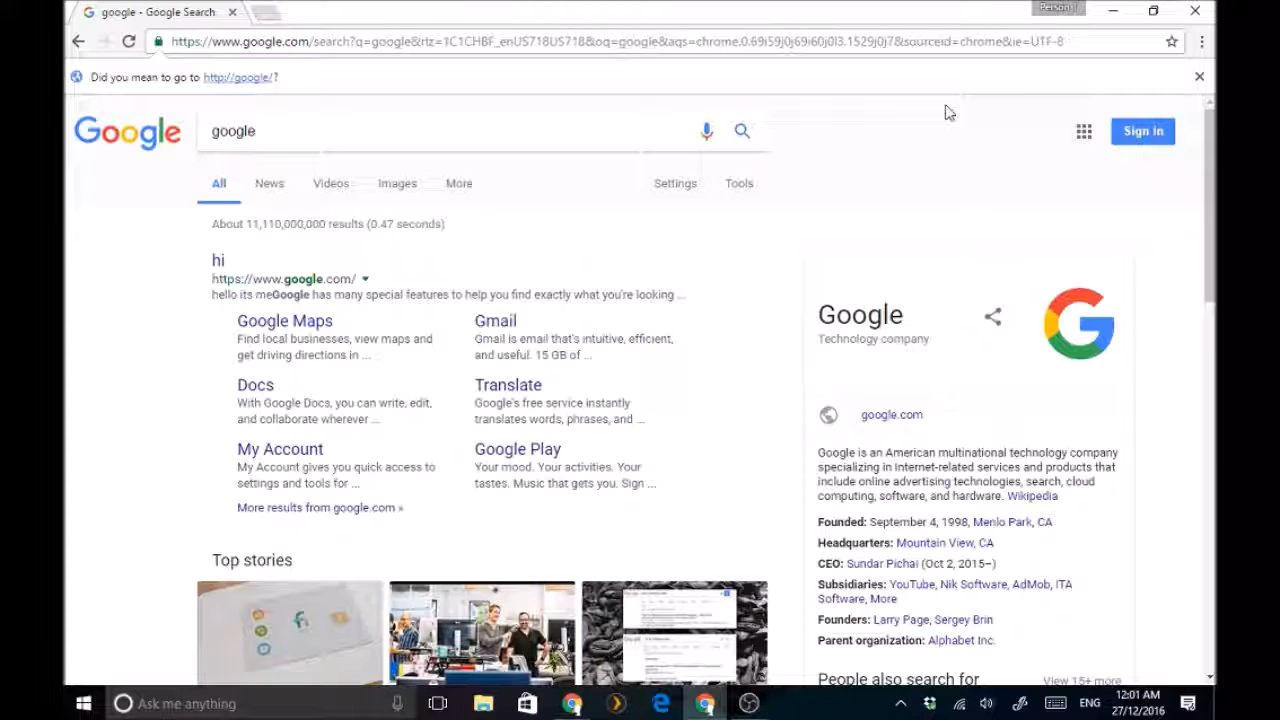 google - Google Search
Person 1
https://www.google.com/search?q=google&rlz=1C1CHBF_enUS718US718&oq=google&aqs=chrome.0.69i59j0j69i60j0l3.1529j0j7&sourceid=chrome&ie=UTF-8
Did you mean to go to http://google/?
Google
google
Sign in
All News Videos Images More Settings Tools
About 11,110,000,000 results (0.47 seconds)
hi
https://www.google.com/
hello its meGoogle has many special features to help you find exactly what you're looking ...
Google Maps
Find local businesses, view maps and
get driving directions in ...
Gmail
Gmail is email that's intuitive, efficient,
and useful. 15 GB of ...
Docs
With Google Docs, you can write, edit,
and collaborate wherever ...
Translate
Google's free service instantly
translates words, phrases, and ...
My Account
My Account gives you quick access to
settings and tools for ...
Google Play
Your mood. Your activities. Your
tastes. Music that gets you. Sign ...
More results from google.com »
Top stories
Google
Technology company
google.com
Google is an American multinational technology company
specializing in Internet-related services and products that
include online advertising technologies, search, cloud
computing, software, and hardware. Wikipedia
Founded: September 4, 1998, Menlo Park, CA
Headquarters: Mountain View, CA
CEO: Sundar Pichai (Oct 2, 2015–)
Subsidiaries: YouTube, Nik Software, AdMob, ITA
Software, More
Founders: Larry Page, Sergey Brin
Parent organization: Alphabet Inc.
People also search for View 15+ more
Ask me anything
ENG
12:01 AM
27/12/2016